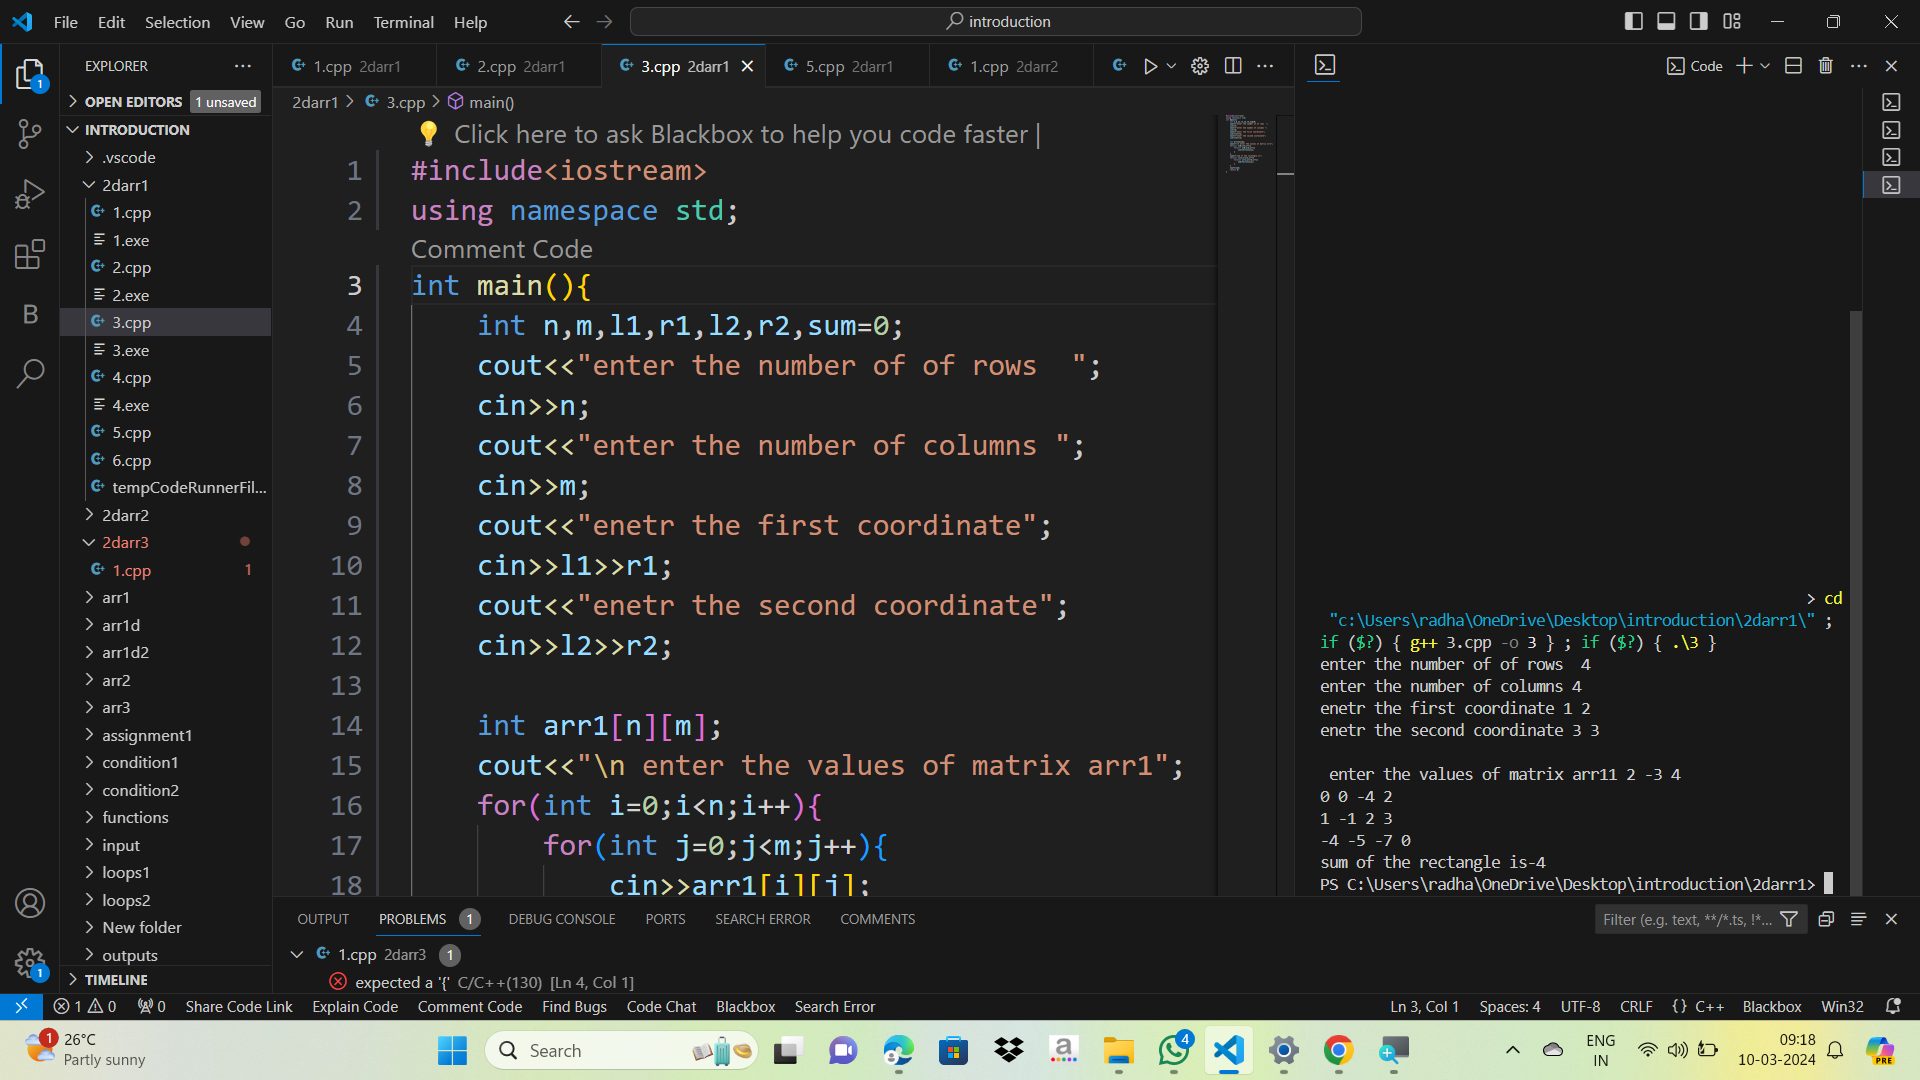 File Edit Selection View Go Run Terminal Help
introduction
EXPLORER
OPEN EDITORS 1 unsaved
INTRODUCTION
.vscode
2darr1
1.cpp
1.exe
2.cpp
2.exe
3.cpp
3.exe
4.cpp
4.exe
5.cpp
6.cpp
tempCodeRunnerFil...
2darr2
2darr3
1.cpp 1
arr1
arr1d
arr1d2
arr2
arr3
assignment1
condition1
condition2
functions
input
loops1
loops2
New folder
outputs
TIMELINE
B
1
1
1.cpp 2darr1
2.cpp 2darr1
3.cpp 2darr1
5.cpp 2darr1
1.cpp 2darr2
2darr1 > 3.cpp > main()
Click here to ask Blackbox to help you code faster |
1 #include<iostream>
2 using namespace std;
Comment Code
3 int main(){
4 int n,m,l1,r1,l2,r2,sum=0;
5 cout<<"enter the number of of rows  ";
6 cin>>n;
7 cout<<"enter the number of columns ";
8 cin>>m;
9 cout<<"enetr the first coordinate";
10 cin>>l1>>r1;
11 cout<<"enetr the second coordinate";
12 cin>>l2>>r2;
13
14 int arr1[n][m];
15 cout<<"\n enter the values of matrix arr1";
16 for(int i=0;i<n;i++){
17 for(int j=0;j<m;j++){
18 cin>>arr1[i][j];
Code
> cd
"c:\Users\radha\OneDrive\Desktop\introduction\2darr1\" ;
if ($?) { g++ 3.cpp -o 3 } ; if ($?) { .\3 }
enter the number of of rows  4
enter the number of columns 4
enetr the first coordinate 1 2
enetr the second coordinate 3 3
enter the values of matrix arr11 2 -3 4
0 0 -4 2
1 -1 2 3
-4 -5 -7 0
sum of the rectangle is-4
PS C:\Users\radha\OneDrive\Desktop\introduction\2darr1>
OUTPUT PROBLEMS 1 DEBUG CONSOLE PORTS SEARCH ERROR COMMENTS
Filter (e.g. text, **/*.ts, !*...
1.cpp 2darr3 1
expected a '{' C/C++(130) [Ln 4, Col 1]
1 0 0 Share Code Link Explain Code Comment Code Find Bugs Code Chat Blackbox Search Error
Ln 3, Col 1 Spaces: 4 UTF-8 CRLF {} C++ Blackbox Win32
1
26°C
Partly sunny
Search
a
4
ENG
IN
09:18
10-03-2024
PRE